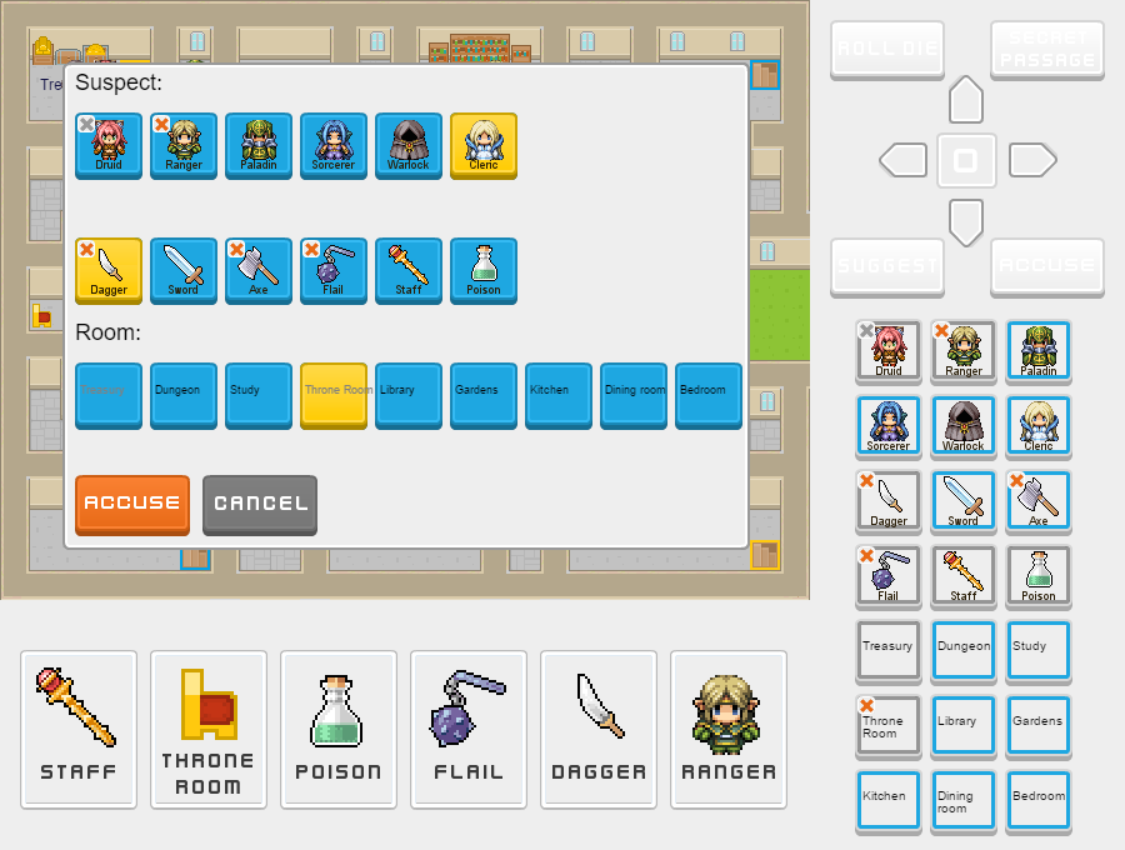 Tre
Suspect:
Druid
Ranger
Paladin
Sorcerer
Warlock
Cleric
Dagger
Sword
Axe
Flail
Staff
Poison
Room:
Treasury
Dungeon
Study
Throne Room
Library
Gardens
Kitchen
Dining room
Bedroom
ACCUSE
CANCEL
ROLL DIE
SECRET
PASSAGE
0
SUGGEST
ACCUSE
Druid
Ranger
Paladin
Sorcerer
Warlock
Cleric
Dagger
Sword
Axe
Flail
Staff
Poison
Treasury
Dungeon
Study
Throne
Room
Library
Gardens
Kitchen
Dining
room
Bedroom
STAFF
THRONE
ROOM
POISON
FLAIL
DAGGER
RANGER